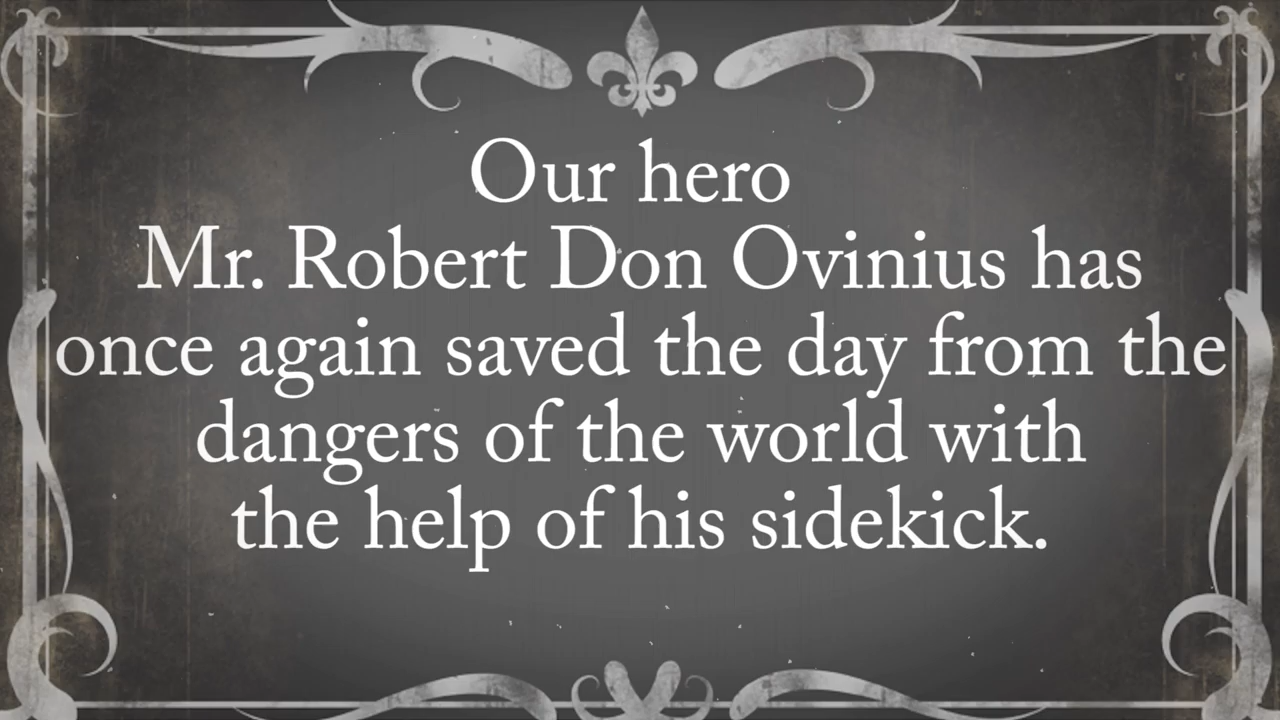 Our hero
Mr. Robert Don Ovinius has
once again saved the day from the
dangers of the world with
the help of his sidekick.